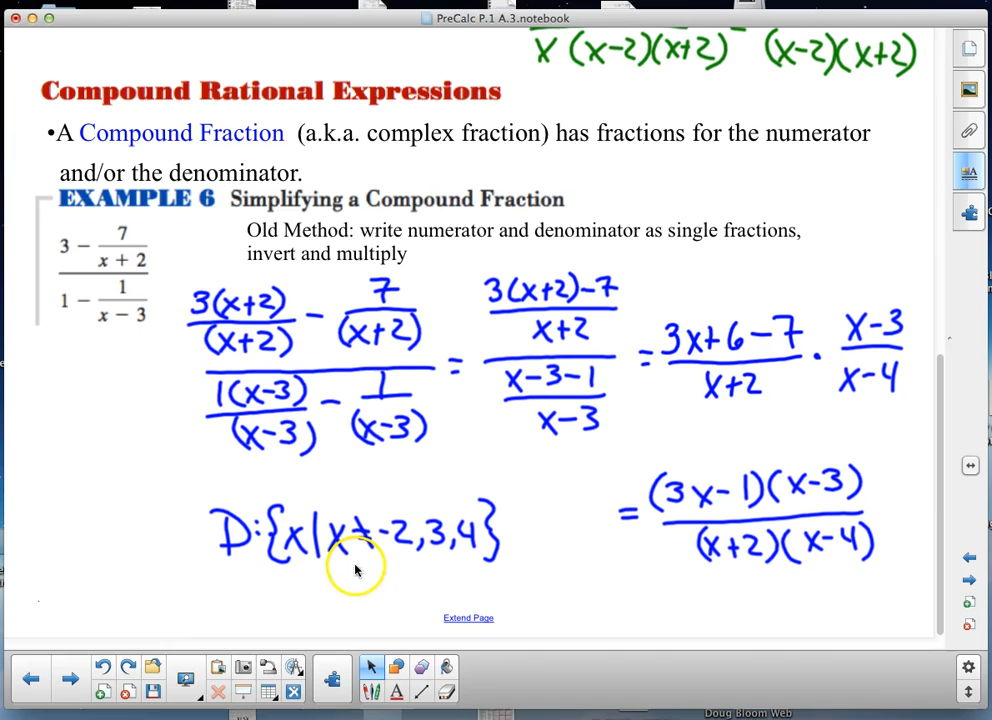 PreCalc P.1 A.3.notebook
x (x-2)(x+2) (x-2)(x+2)
Compound Rational Expressions
•A Compound Fraction (a.k.a. complex fraction) has fractions for the numerator
and/or the denominator.
EXAMPLE 6 Simplifying a Compound Fraction
Old Method: write numerator and denominator as single fractions,
invert and multiply
3 - 7/(x + 2)
1 - 1/(x - 3)
3(x+2)/(x+2) - 7/(x+2) = (3(x+2)-7)/(x+2) = (3x+6-7)/(x+2) · (x-3)/(x-4)
1(x-3)/(x-3) - 1/(x-3) (x-3-1)/(x-3)
D:{x|x≠-2,3,4} = (3x-1)(x-3)/(x+2)(x-4)
Extend Page
Doug Bloom Web